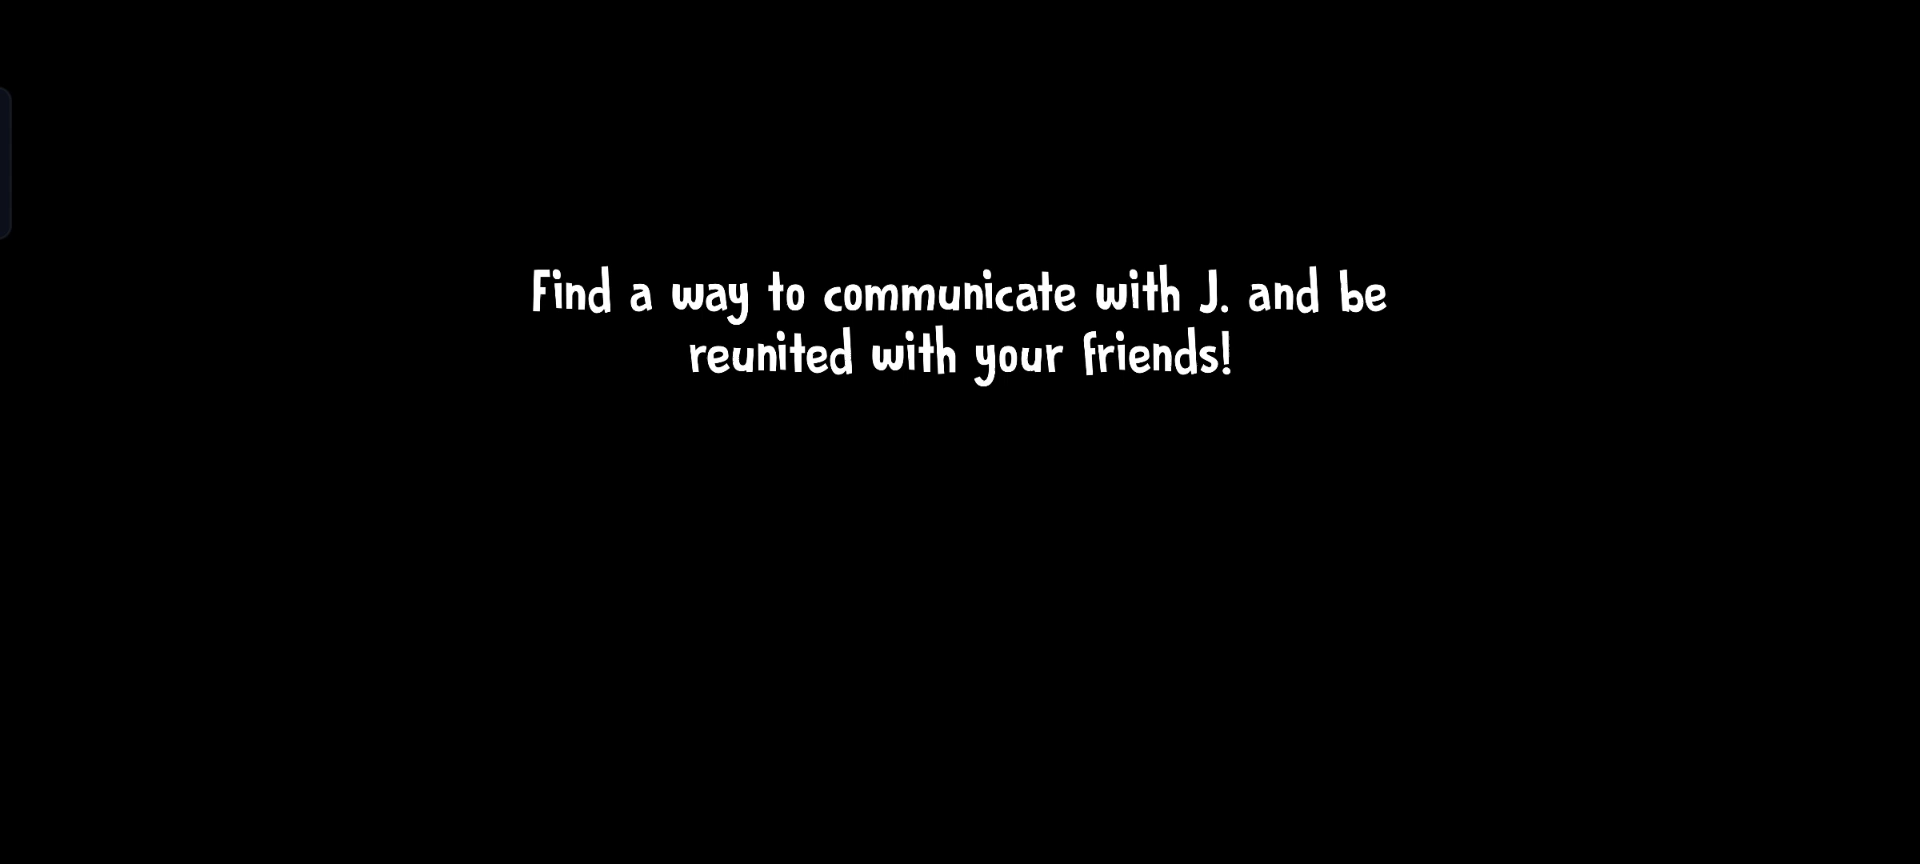 Find a way to communicate with J. and be
reunited with your friends!